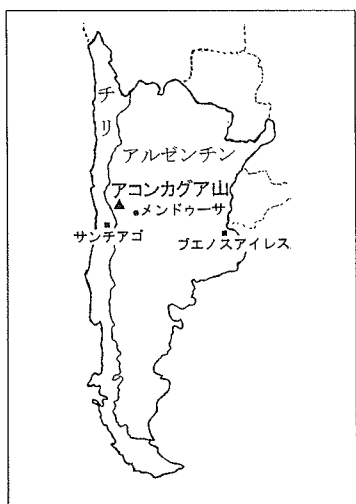 チリ
アルゼンチン
アコンカグア山
メンドゥーサ
サンチアゴ
ブエノスアイレス